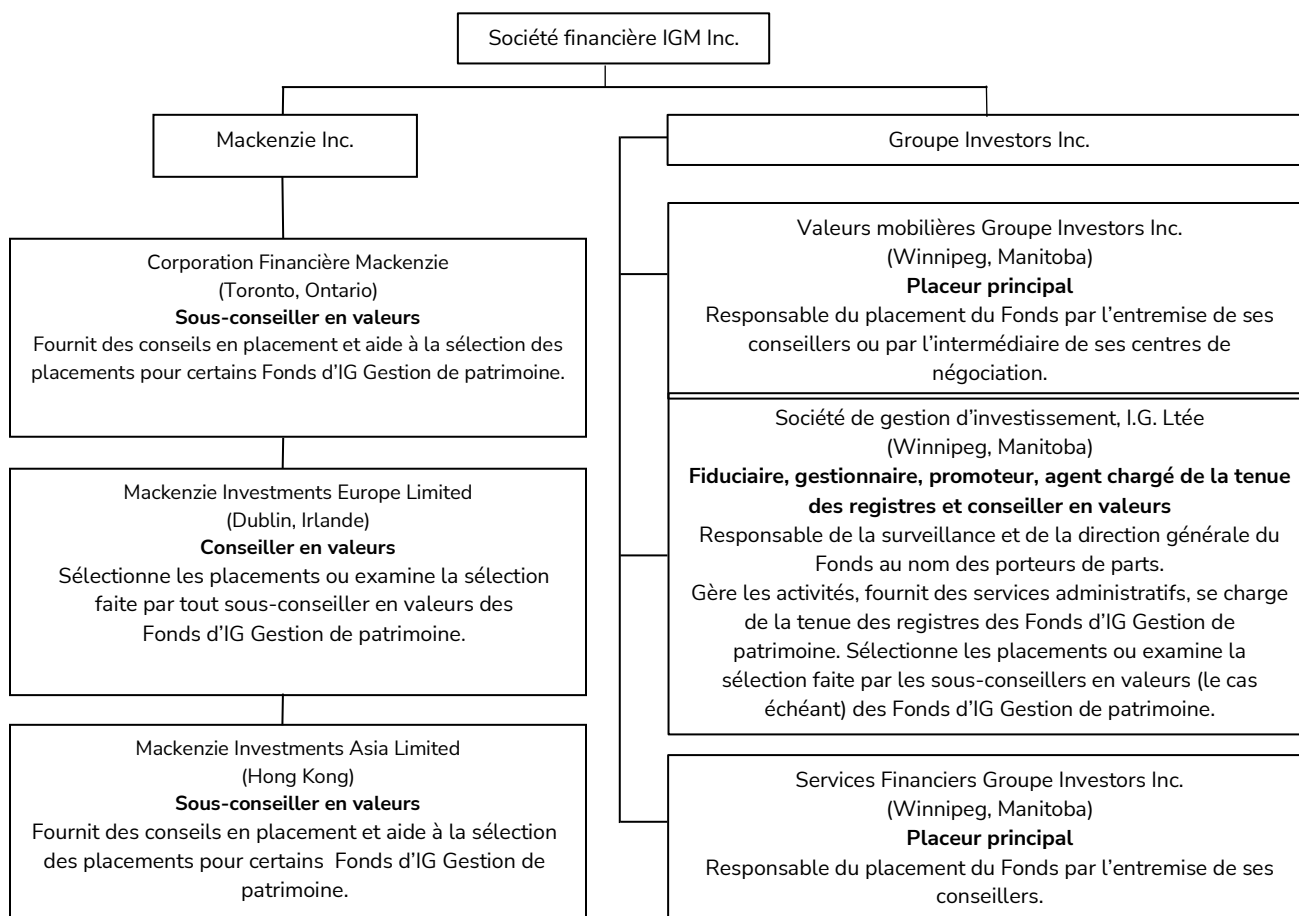 Société financière IGM Inc.
Mackenzie Inc.
Corporation Financière Mackenzie
(Toronto, Ontario)
Sous-conseiller en valeurs
Fournit des conseils en placement et aide à la sélection des
placements pour certains Fonds d’IG Gestion de patrimoine.
Mackenzie Investments Europe Limited
(Dublin, Irlande)
Conseiller en valeurs
Sélectionne les placements ou examine la sélection
faite par tout sous-conseiller en valeurs des
Fonds d’IG Gestion de patrimoine.
Mackenzie Investments Asia Limited
(Hong Kong)
Sous-conseiller en valeurs
Fournit des conseils en placement et aide à la sélection
des placements pour certains Fonds d’IG Gestion de
patrimoine.
Groupe Investors Inc.
Valeurs mobilières Groupe Investors Inc.
(Winnipeg, Manitoba)
Placeur principal
Responsable du placement du Fonds par l’entremise de ses
conseillers ou par l’intermédiaire de ses centres de
négociation.
Société de gestion d’investissement, I.G. Ltée
(Winnipeg, Manitoba)
Fiduciaire, gestionnaire, promoteur, agent chargé de la tenue
des registres et conseiller en valeurs
Responsable de la surveillance et de la direction générale du
Fonds au nom des porteurs de parts.
Gère les activités, fournit des services administratifs, se charge
de la tenue des registres des Fonds d’IG Gestion de
patrimoine. Sélectionne les placements ou examine la
sélection faite par les sous-conseillers en valeurs (le cas
échéant) des Fonds d’IG Gestion de patrimoine.
Services Financiers Groupe Investors Inc.
(Winnipeg, Manitoba)
Placeur principal
Responsable du placement du Fonds par l’entremise de ses
conseillers.